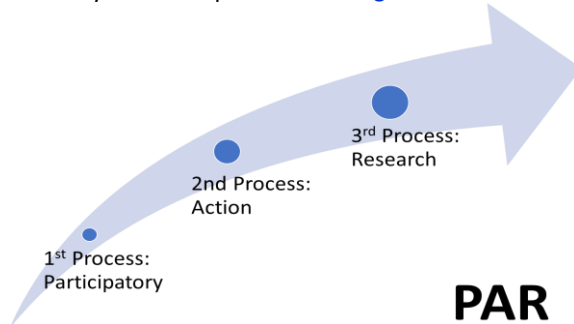 1st Process:
Participatory
2nd Process:
Action
3rd Process:
Research
PAR